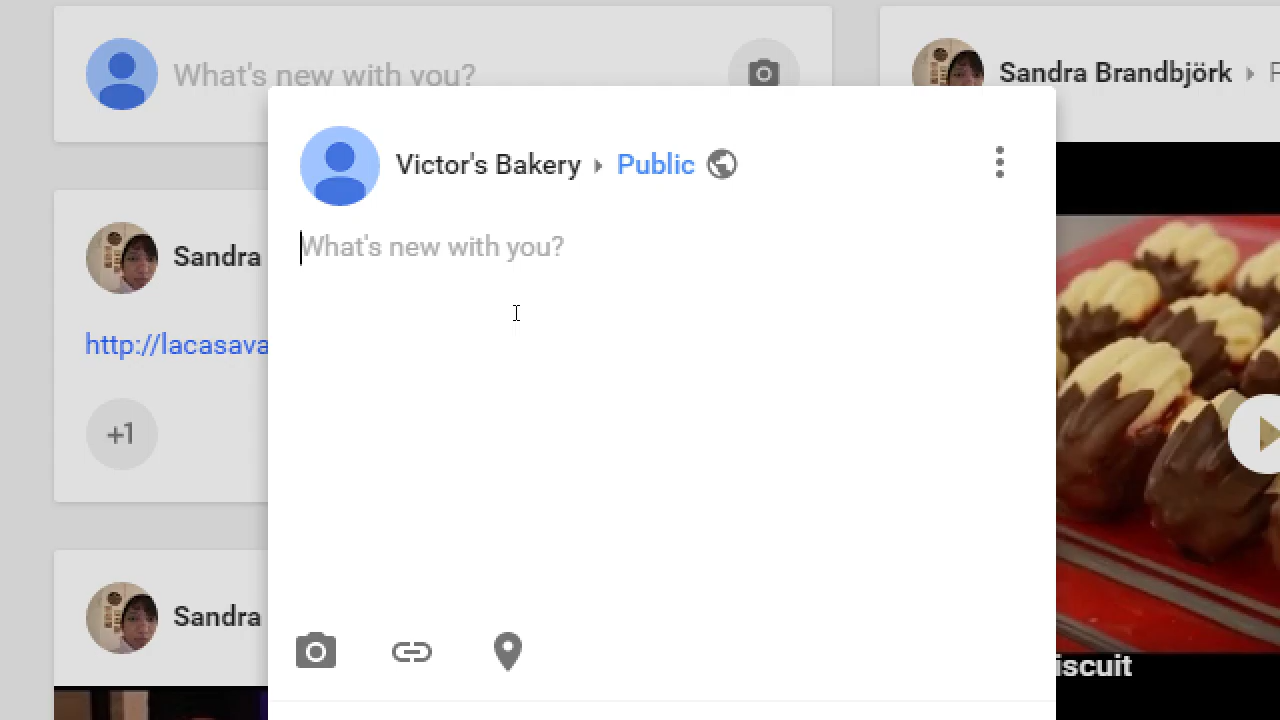 What's new with you?
Sandra Brandbjörk
Victor's Bakery Public
What's new with you?
Sandra
http://lacasava
+1
Sandra
iscuit